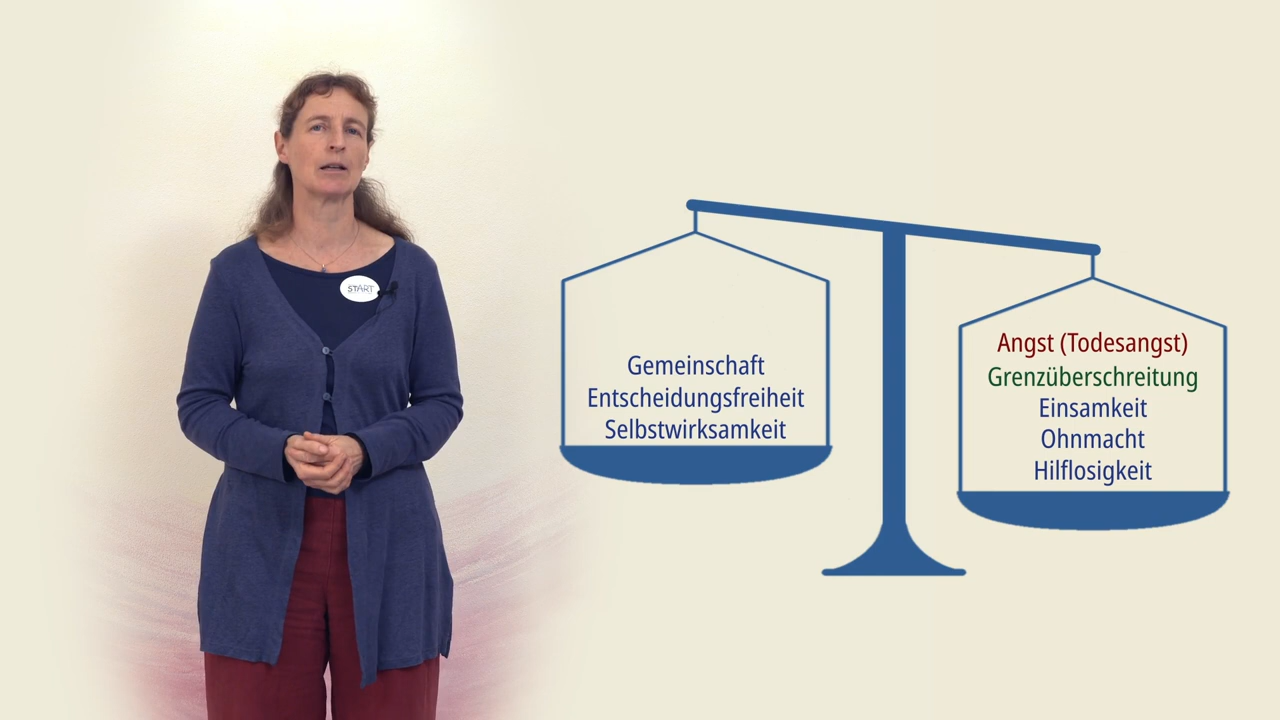 START
Gemeinschaft
Entscheidungsfreiheit
Selbstwirksamkeit
Angst (Todesangst)
Grenzüberschreitung
Einsamkeit
Ohnmacht
Hilflosigkeit